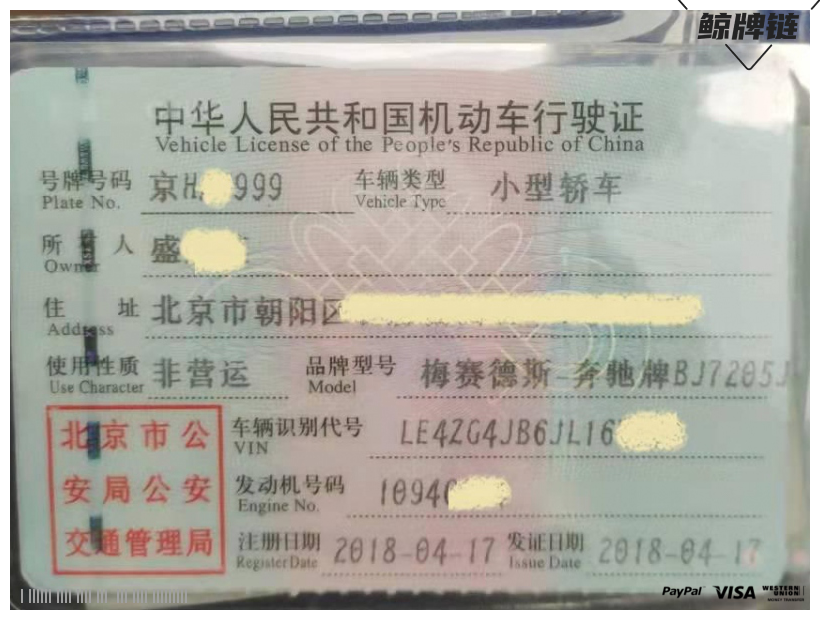 鲸牌链
中华人民共和国机动车行驶证
Vehicle License of the People's Republic of China
号牌号码 京H 999 车辆类型 小型轿车
Plate No. Vehicle Type
所 人 盛
Owner
住 址 北京市朝阳区
Address
使用性质 非营运 品牌型号 梅赛德斯-奔驰牌BJ7205J
Use Character Model
北京市公
安局公安
交通管理局
车辆识别代号 LE4ZG4JB6JL16
VIN
发动机号码 1094
Engine No.
注册日期 2018-04-17 发证日期 2018-04-17
Register Date Issue Date
PayPal VISA WESTERN UNION
MONEY TRANSFER